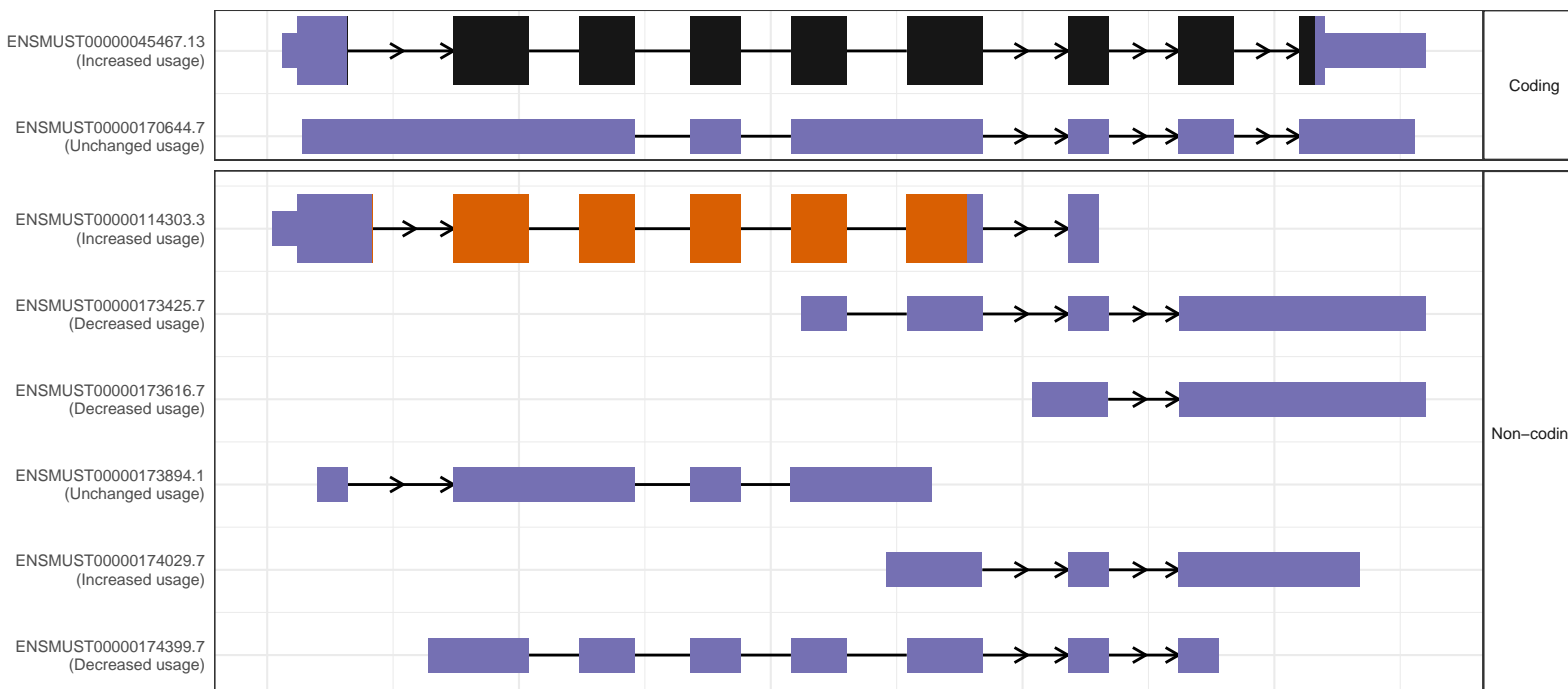 ENSMUST00000045467.13
(Increased usage)
ENSMUST00000170644.7
(Unchanged usage)
Coding
ENSMUST00000114303.3
(Increased usage)
ENSMUST00000173425.7
(Decreased usage)
ENSMUST00000173616.7
(Decreased usage)
Non−codin
ENSMUST00000173894.1
(Unchanged usage)
ENSMUST00000174029.7
(Increased usage)
ENSMUST00000174399.7
(Decreased usage)